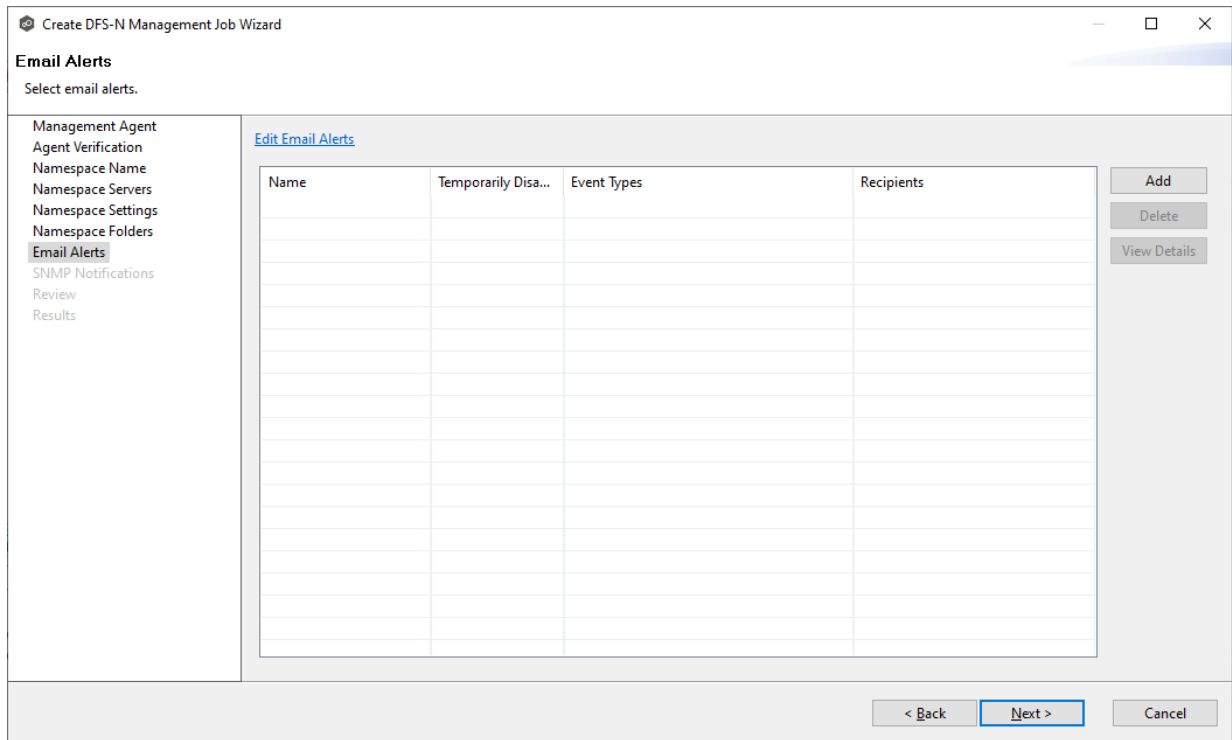 Create DFS-N Management Job Wizard
Email Alerts
Select email alerts.
Management Agent
Agent Verification
Namespace Name
Namespace Servers
Namespace Settings
Namespace Folders
Email Alerts
SNMP Notifications
Review
Results
Edit Email Alerts
Name Temporarily Disa... Event Types Recipients
Add
Delete
View Details
< Back Next > Cancel